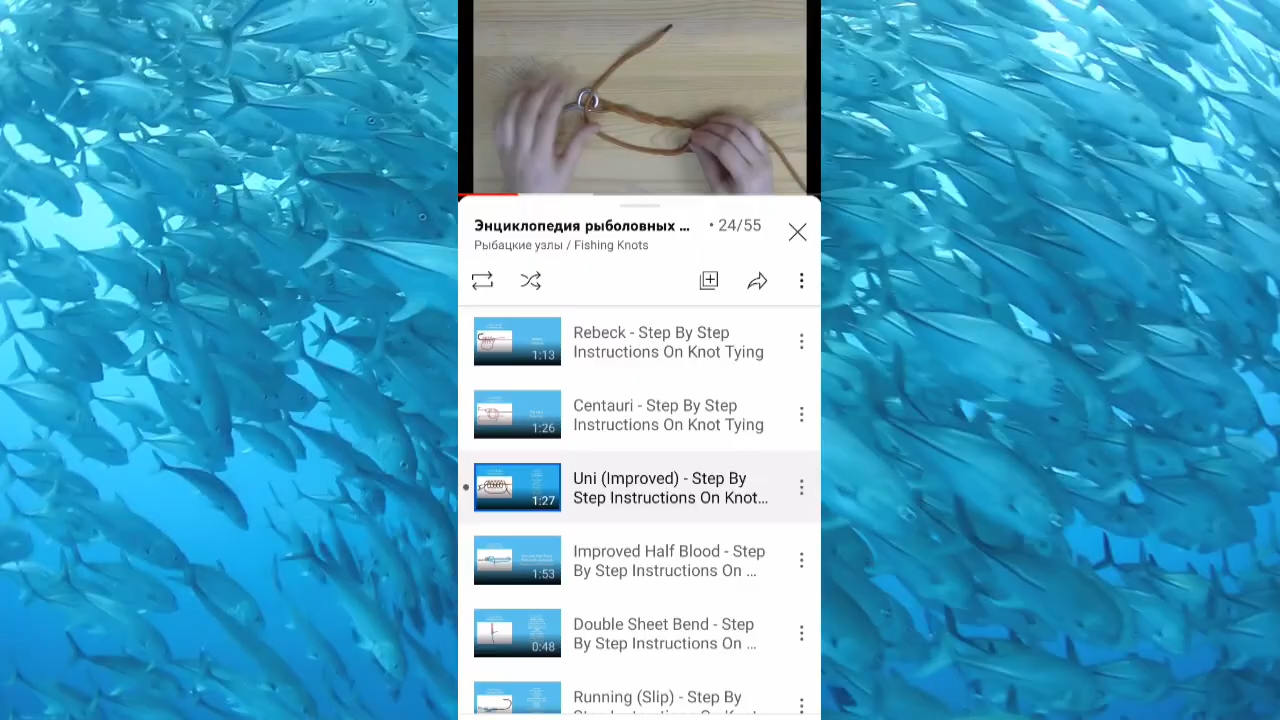 Энциклопедия рыболовных ... • 24/55
Рыбацкие узлы / Fishing Knots
Rebeck - Step By Step
Instructions On Knot Tying
1:13
Centauri - Step By Step
Instructions On Knot Tying
1:26
Uni (Improved) - Step By
Step Instructions On Knot...
1:27
Improved Half Blood - Step
By Step Instructions On ...
1:53
Double Sheet Bend - Step
By Step Instructions On ...
0:48
Running (Slip) - Step By